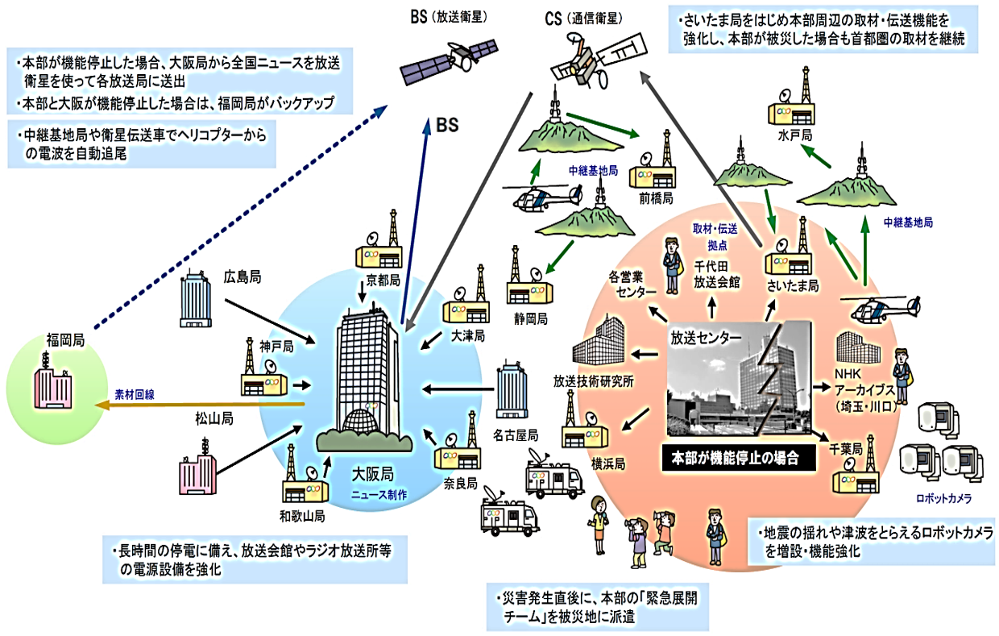 BS（放送衛星）
CS（通信衛星）
・さいたま局をはじめ本部周辺の取材・伝送機能を
強化し、本部が被災した場合も首都圏の取材を継続
・本部が機能停止した場合、大阪局から全国ニュースを放送
衛星を使って各放送局に送出
・本部と大阪が機能停止した場合は、福岡局がバックアップ
・中継基地局や衛星伝送車でヘリコプターから
の電波を自動追尾
BS
水戸局
中継基地局
前橋局
中継基地局
取材・伝送
拠点
千代田
放送会館
各営業
センター
さいたま局
京都局
広島局
大津局
静岡局
福岡局
神戸局
放送センター
放送技術研究所
NHK
アーカイブス
（埼玉・川口）
素材回線
松山局
名古屋局
横浜局
本部が機能停止の場合
千葉局
大阪局
ニュース制作
奈良局
和歌山局
ロボットカメラ
・地震の揺れや津波をとらえるロボットカメラ
を増設・機能強化
・長時間の停電に備え、放送会館やラジオ放送所等
の電源設備を強化
・災害発生直後に、本部の「緊急展開
チーム」を被災地に派遣